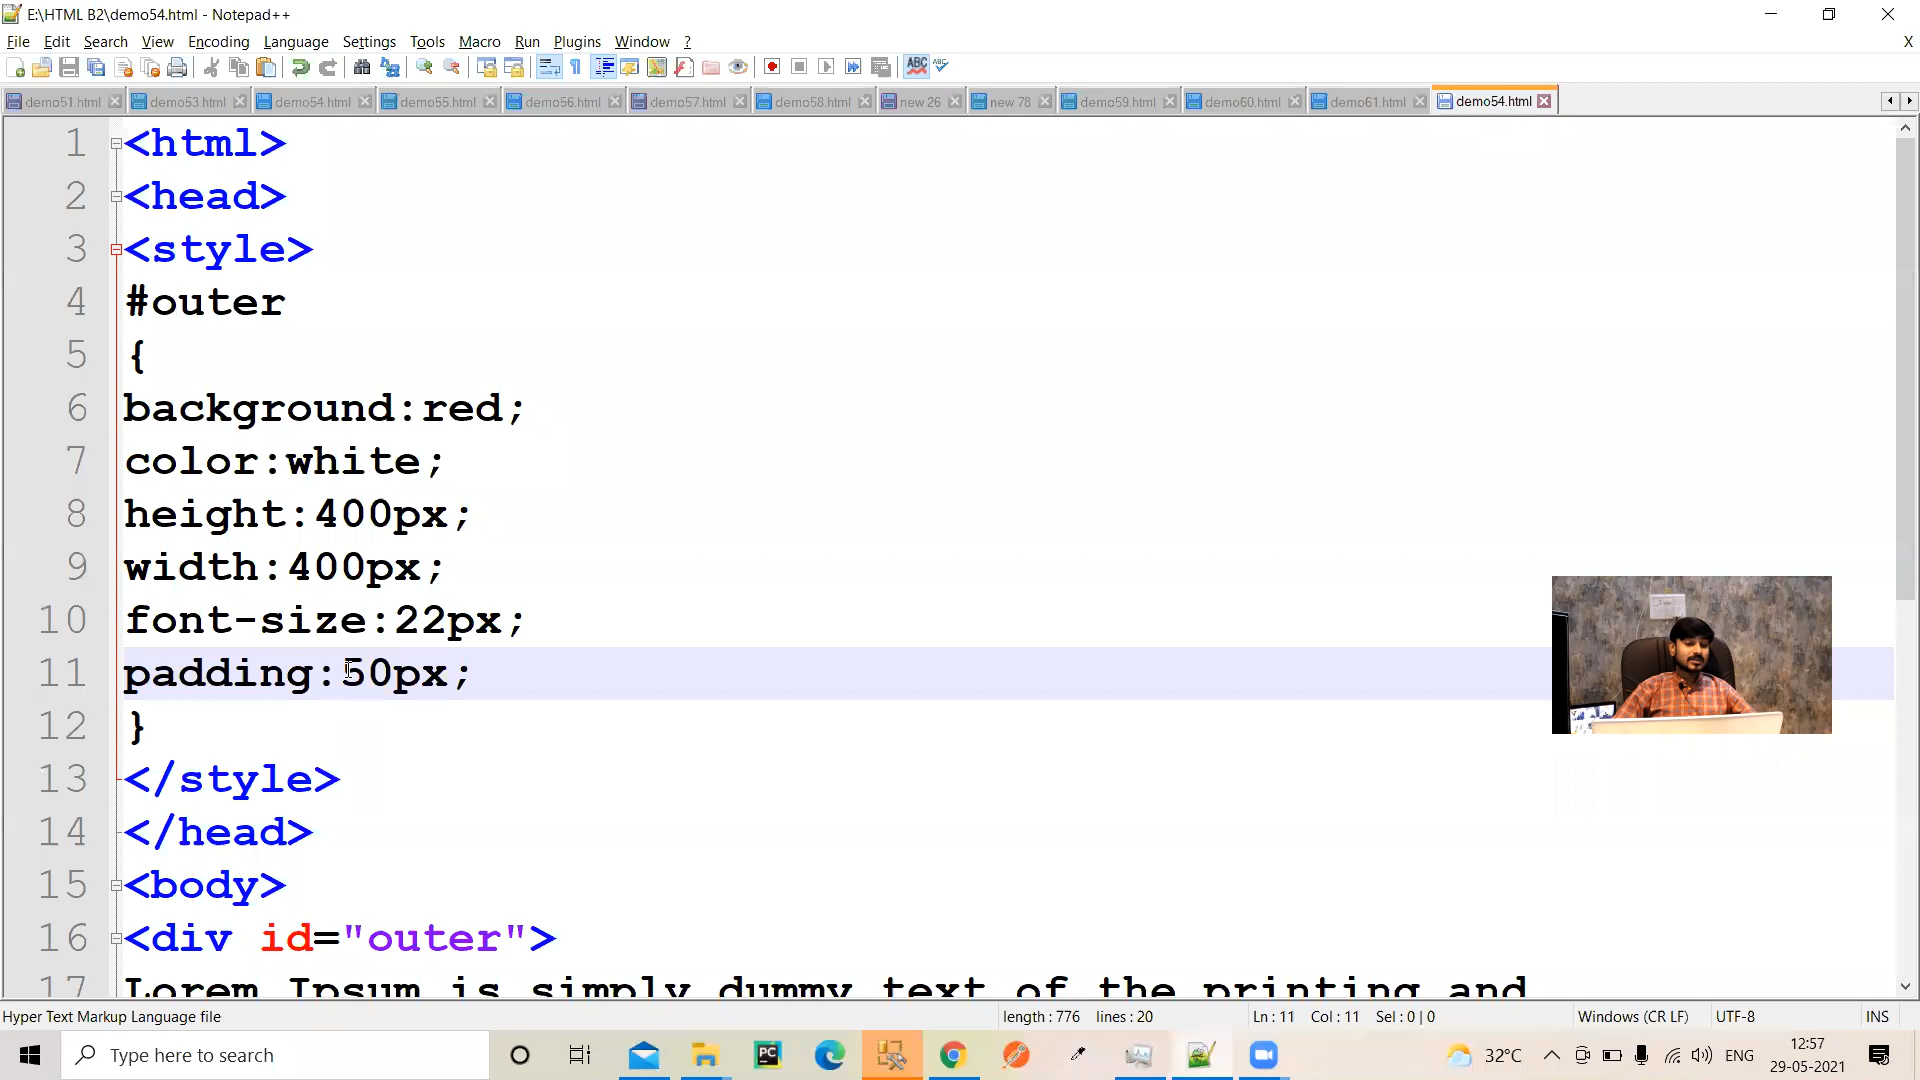 E:\HTML B2\demo54.html - Notepad++
File Edit Search View Encoding Language Settings Tools Macro Run Plugins Window ? X
demo51.html demo53.html demo54.html demo55.html demo56.html demo57.html demo58.html new 26 new 78 demo59.html demo60.html demo61.html demo54.html
1 <html>
2 <head>
3 <style>
4 #outer
5 {
6 background:red;
7 color:white;
8 height:400px;
9 width:400px;
10 font-size:22px;
11 padding:50px;
12 }
13 </style>
14 </head>
15 <body>
16 <div id="outer">
17 Lorem Ipsum is simply dummy text of the printing and
Hyper Text Markup Language file length : 776 lines : 20 Ln : 11 Col : 11 Sel : 0 | 0 Windows (CR LF) UTF-8 INS
Type here to search 32°C ENG 12:57
29-05-2021